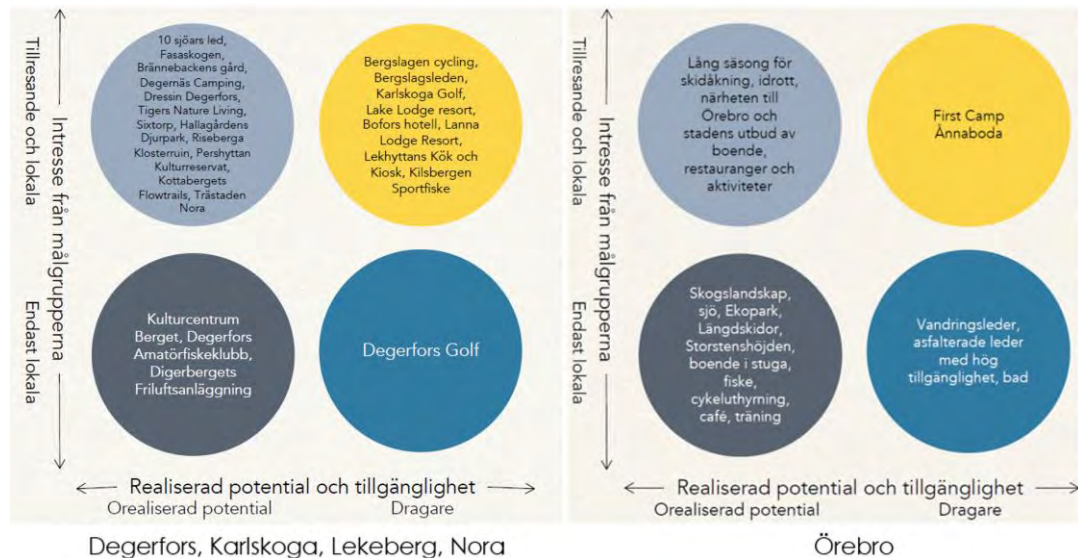 Tillresande och lokala
Intresse från målgrupperna
Endast lokala
10 sjöars led,
Fasaskogen,
Brännebackens gård,
Degernäs Camping,
Dressin Degerfors,
Tigers Nature Living,
Sixtorp, Hallagårdens
Djurpark, Riseberga
Klosterruin, Pershyttan
Kulturreservat,
Kottabergets
Flowtrails, Trästaden
Nora
Bergslagen cycling,
Bergslagsleden,
Karlskoga Golf,
Lake Lodge resort,
Bofors hotell, Lanna
Lodge Resort,
Lekhyttans Kök och
Kiosk, Kilsbergen
Sportfiske
Kulturcentrum
Berget, Degerfors
Amatörfiskeklubb,
Digerbergets
Friluftsanläggning
Degerfors Golf
Realiserad potential och tillgänglighet
Orealiserad potential
Dragare
Degerfors, Karlskoga, Lekeberg, Nora
Tillresande och lokala
Intresse från målgrupperna
Endast lokala
Lång säsong för
skidåkning, idrott,
närheten till
Örebro och
stadens utbud av
boende,
restauranger och
aktiviteter
First Camp
Ånnaboda
Skogslandskap,
sjö, Ekopark,
Längdskidor,
Storstenshöjden,
boende i stuga,
fiske,
cykeluthyrning,
café, träning
Vandringsleder,
asfalterade leder
med hög
tillgänglighet, bad
Realiserad potential och tillgänglighet
Orealiserad potential
Dragare
Örebro